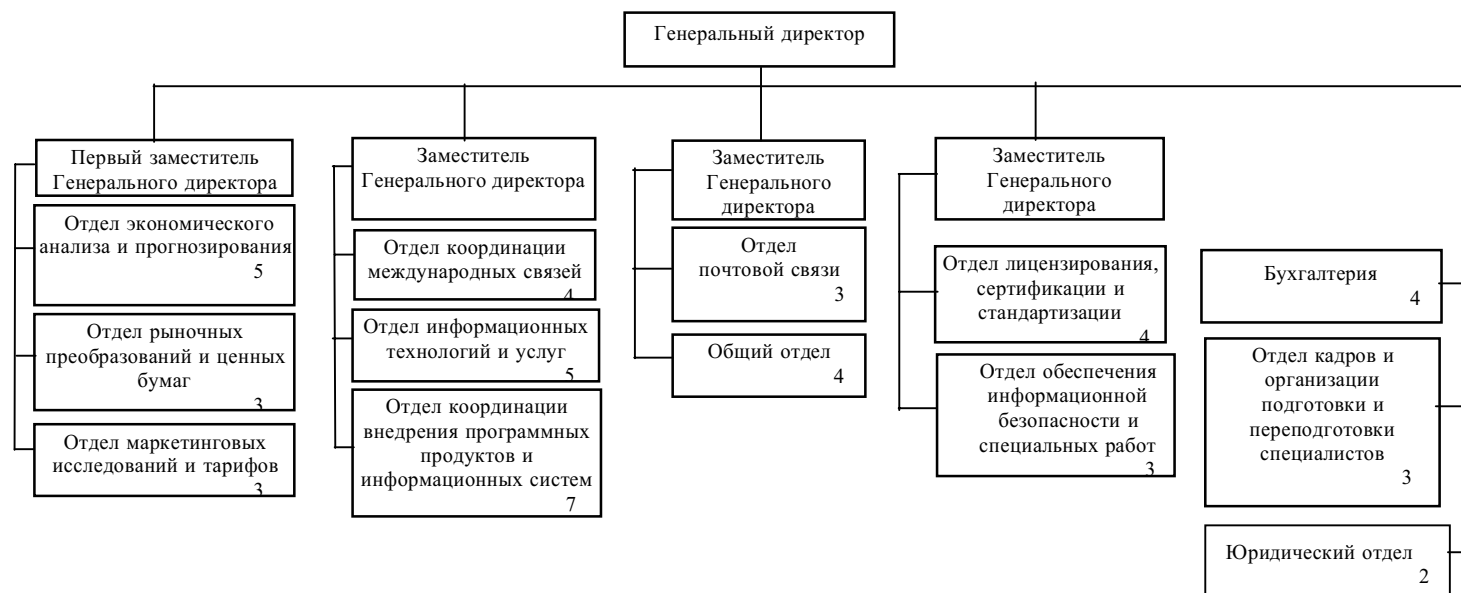 Генеральный директор
Первый заместитель
Генерального директора
Отдел экономического
анализа и прогнозирования
5
Отдел рыночных
преобразований и ценных
бумаг
3
Отдел маркетинговых
исследований и тарифов
3
Заместитель
Генерального директора
Отдел координации
международных связей
4
Отдел информационных
технологий и услуг
5
Отдел координации
внедрения программных
продуктов и
информационных систем
7
Заместитель
Генерального
директора
Отдел
почтовой связи
3
Общий отдел
4
Заместитель
Генерального
директора
Отдел лицензирования,
сертификации и
стандартизации
4
Отдел обеспечения
информационной
безопасности и
специальных работ
3
Бухгалтерия
4
Отдел кадров и
организации
подготовки и
переподготовки
специалистов
3
Юридический отдел
2